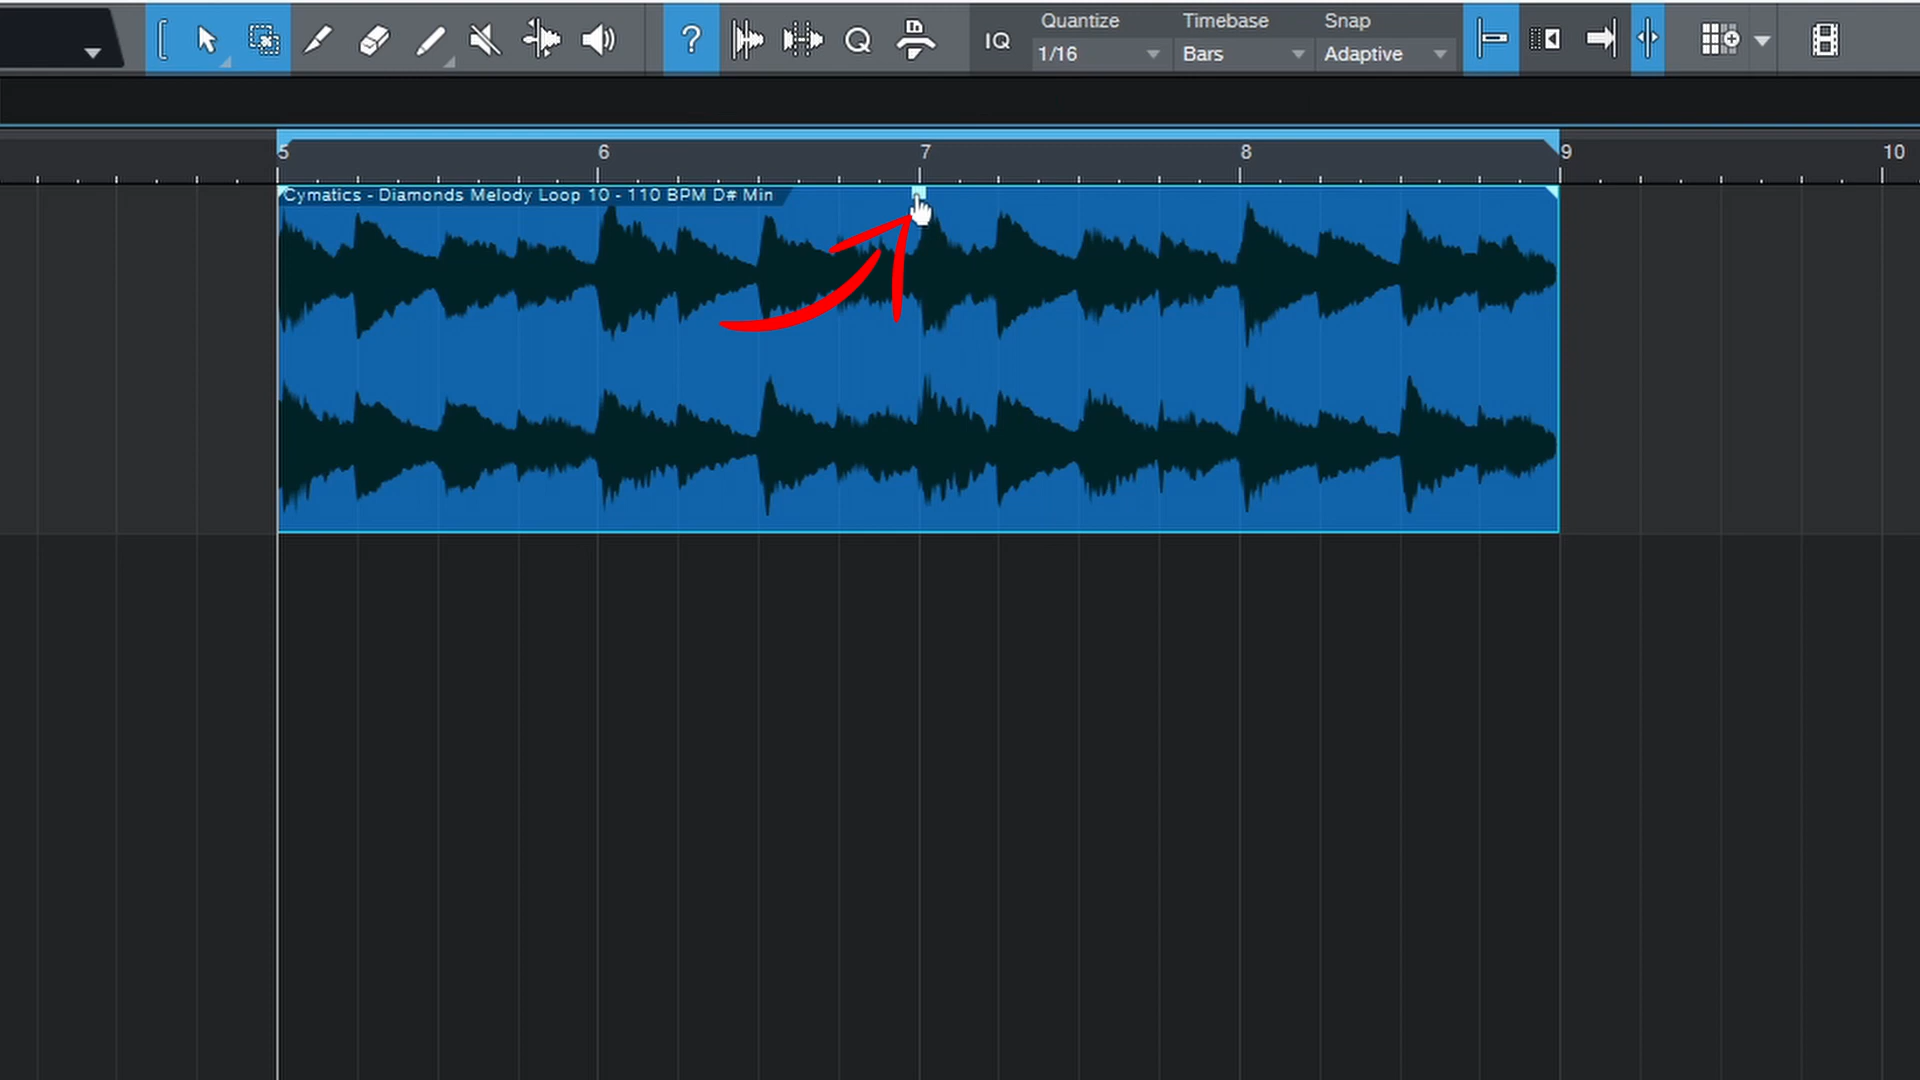 ?
IQ
Quantize
Timebase
Snap
1/16
Bars
Adaptive
5
6
7
8
9
10
Cymatics - Diamonds Melody Loop 10 - 110 BPM D# Min